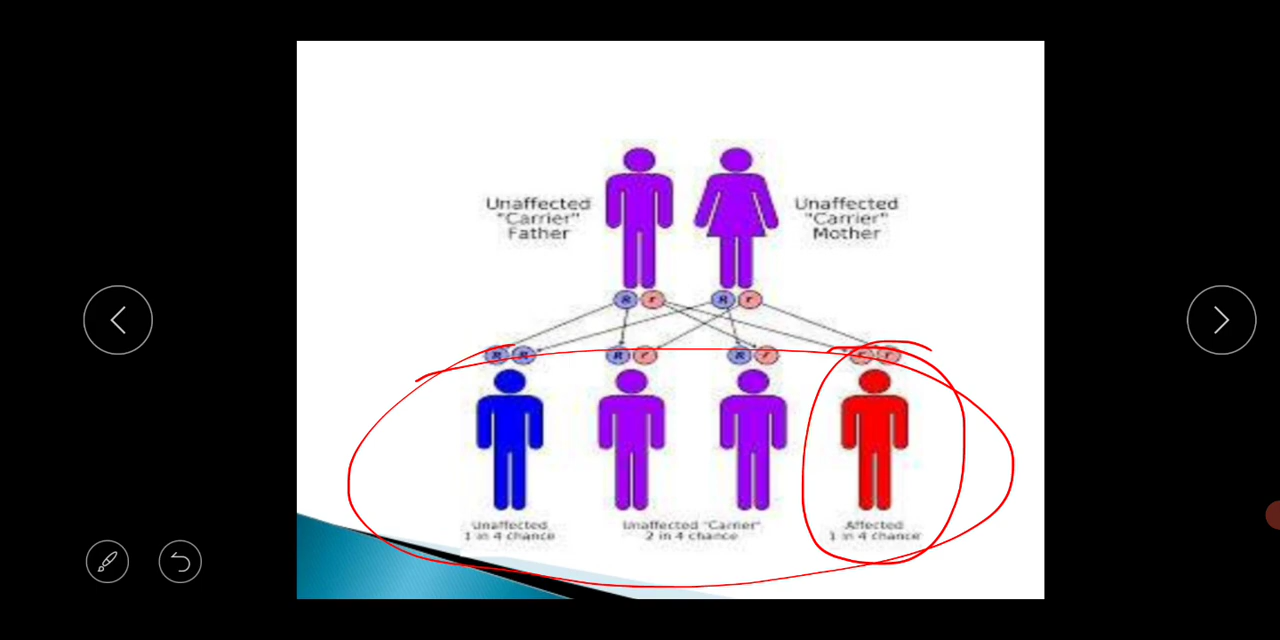 Unaffected
"Carrier"
Father
Unaffected
"Carrier"
Mother
R r R r
R R R r R r r r
Unaffected
1 in 4 chance
Unaffected "Carrier"
2 in 4 chance
Affected
1 in 4 chance